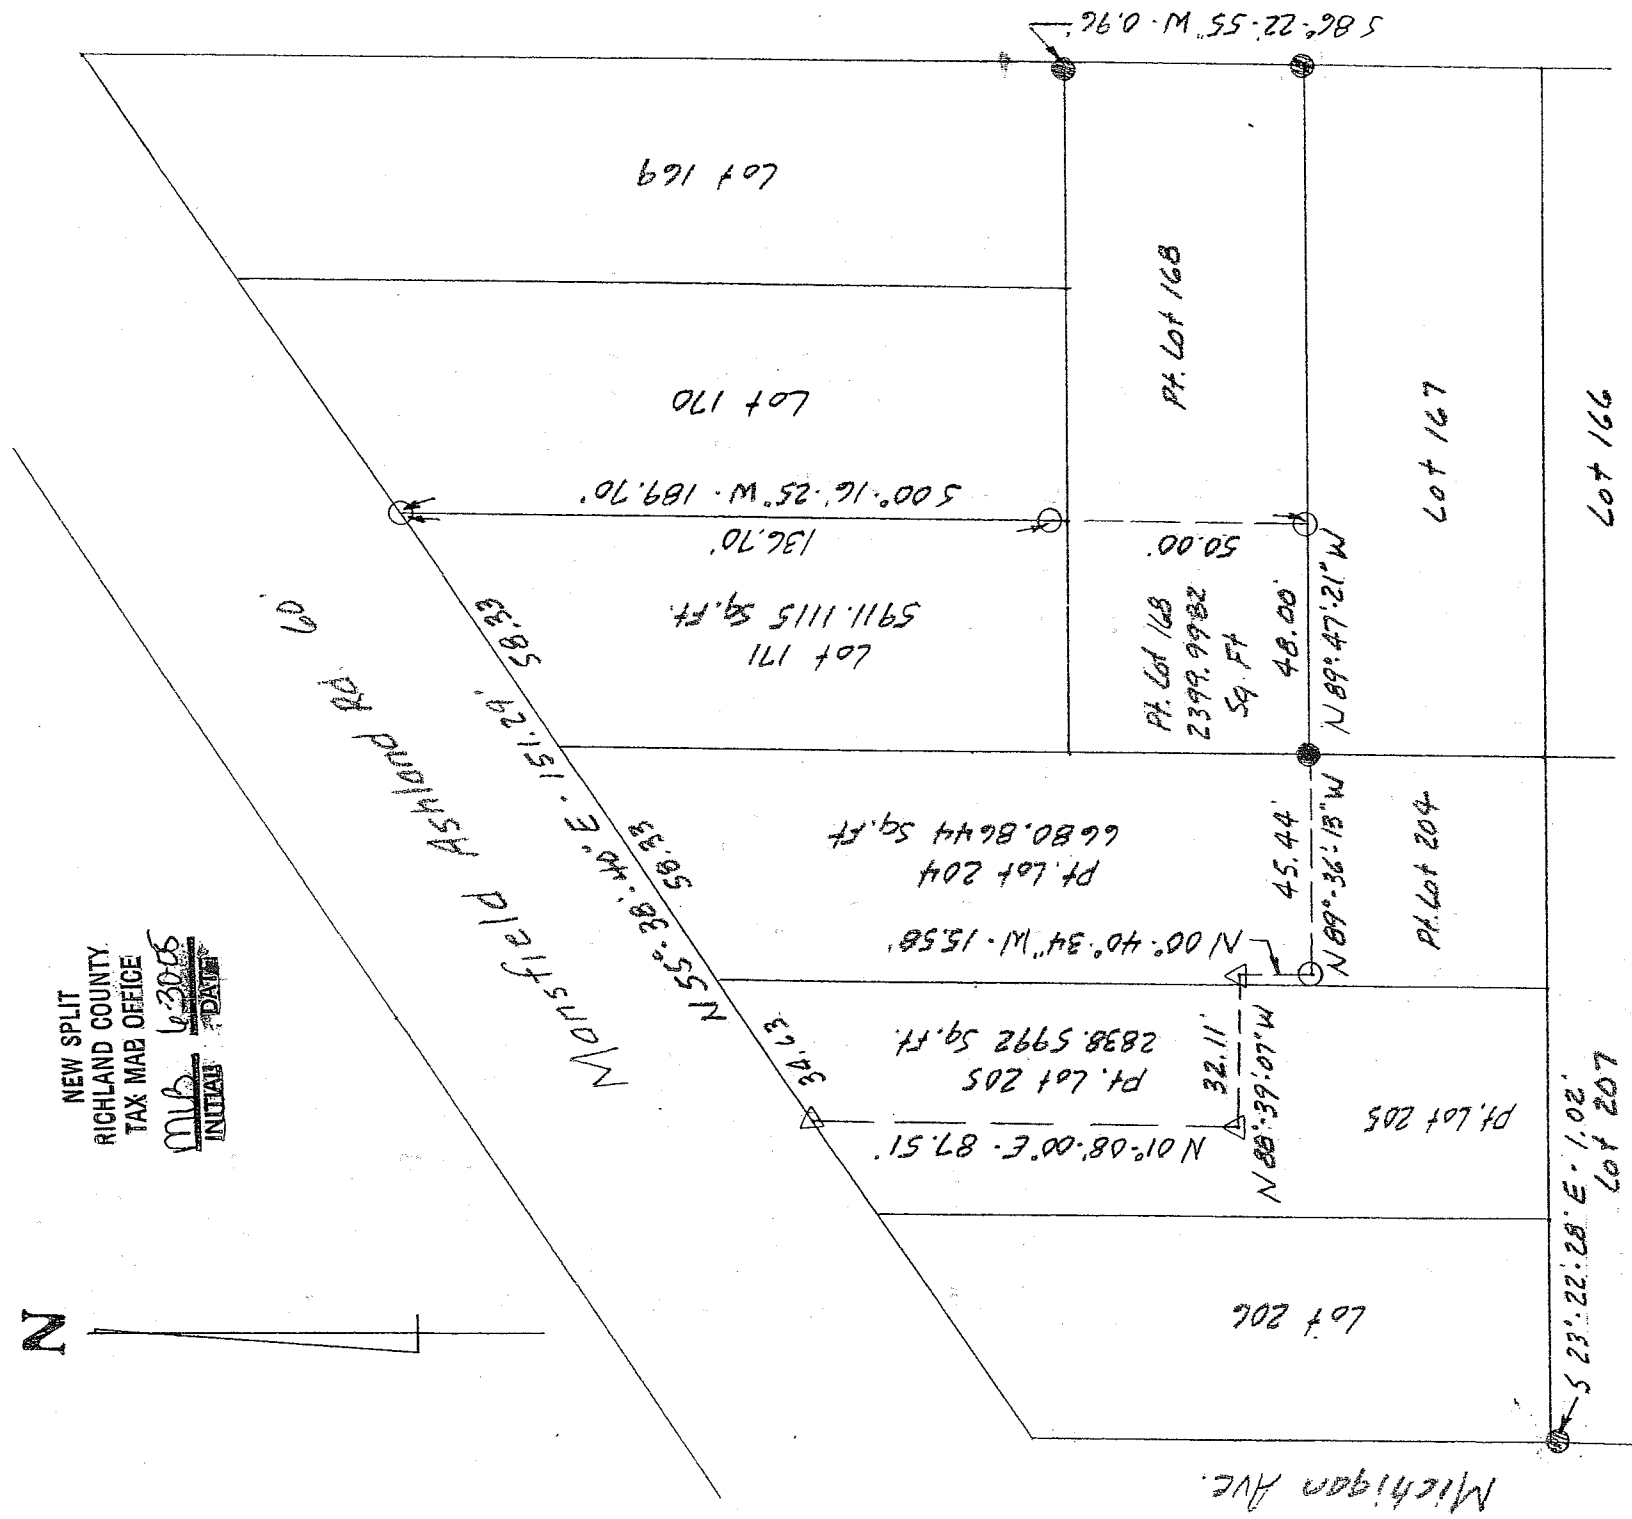 N
NEW SPLIT
RICHLAND COUNTY
TAX MAP OFFICE
INITIAL DATE
Mansfield Ashland Rd. 60'
N 55°-38'-40" E - 151.29'
34.63
58.33
58.33
S 86°-22'-55" W - 0.96'
Lot 169
Lot 170
S 00°-16'-25" W - 189.70'
136.70'
50.00'
Lot 171
5911.1115 Sq.Ft.
Pt. Lot 168
Pt. Lot 168
2399.9982
Sq. Ft
48.00'
N 89°-47'-21" W
Lot 167
Lot 166
Pt. Lot 204
6680.8644 Sq.Ft
N 00°-40'-34" W - 15.58'
45.44'
N 89°-36'-13" W
Pt. Lot 204
Pt. Lot 205
2838.5992 Sq.Ft.
N 01°-08'-00" E - 87.51'
32.11'
N 88°-39'-07" W
Pt. Lot 205
Lot 206
S 23°-22'-28" E - 1.02'
Lot 207
Michigan Ave.